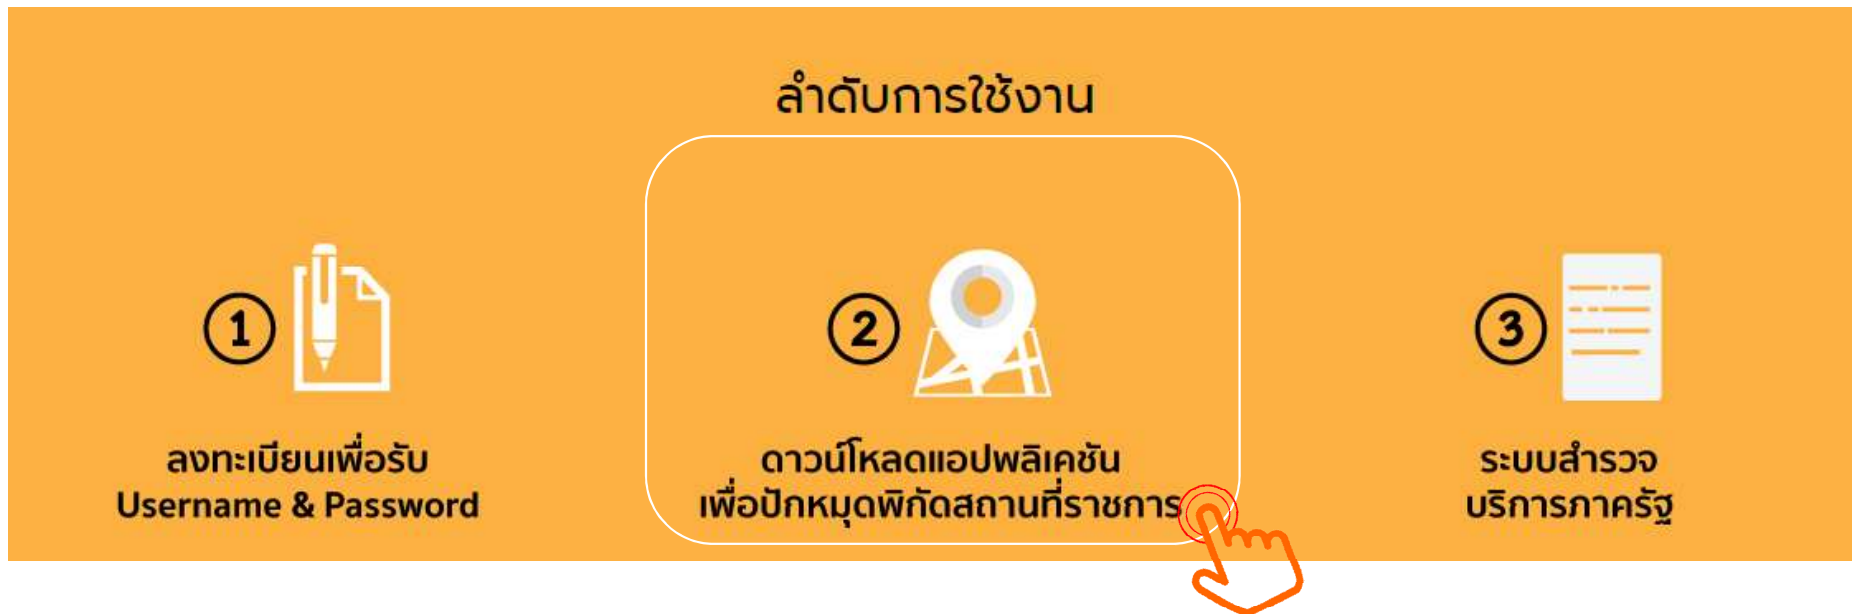 ลำดับการใช้งาน
1
ลงทะเบียนเพื่อรับ
Username & Password
2
ดาวน์โหลดแอปพลิเคชัน
เพื่อปักหมุดพิกัดสถานที่ราชการ
3
ระบบสำรวจ
บริการภาครัฐ